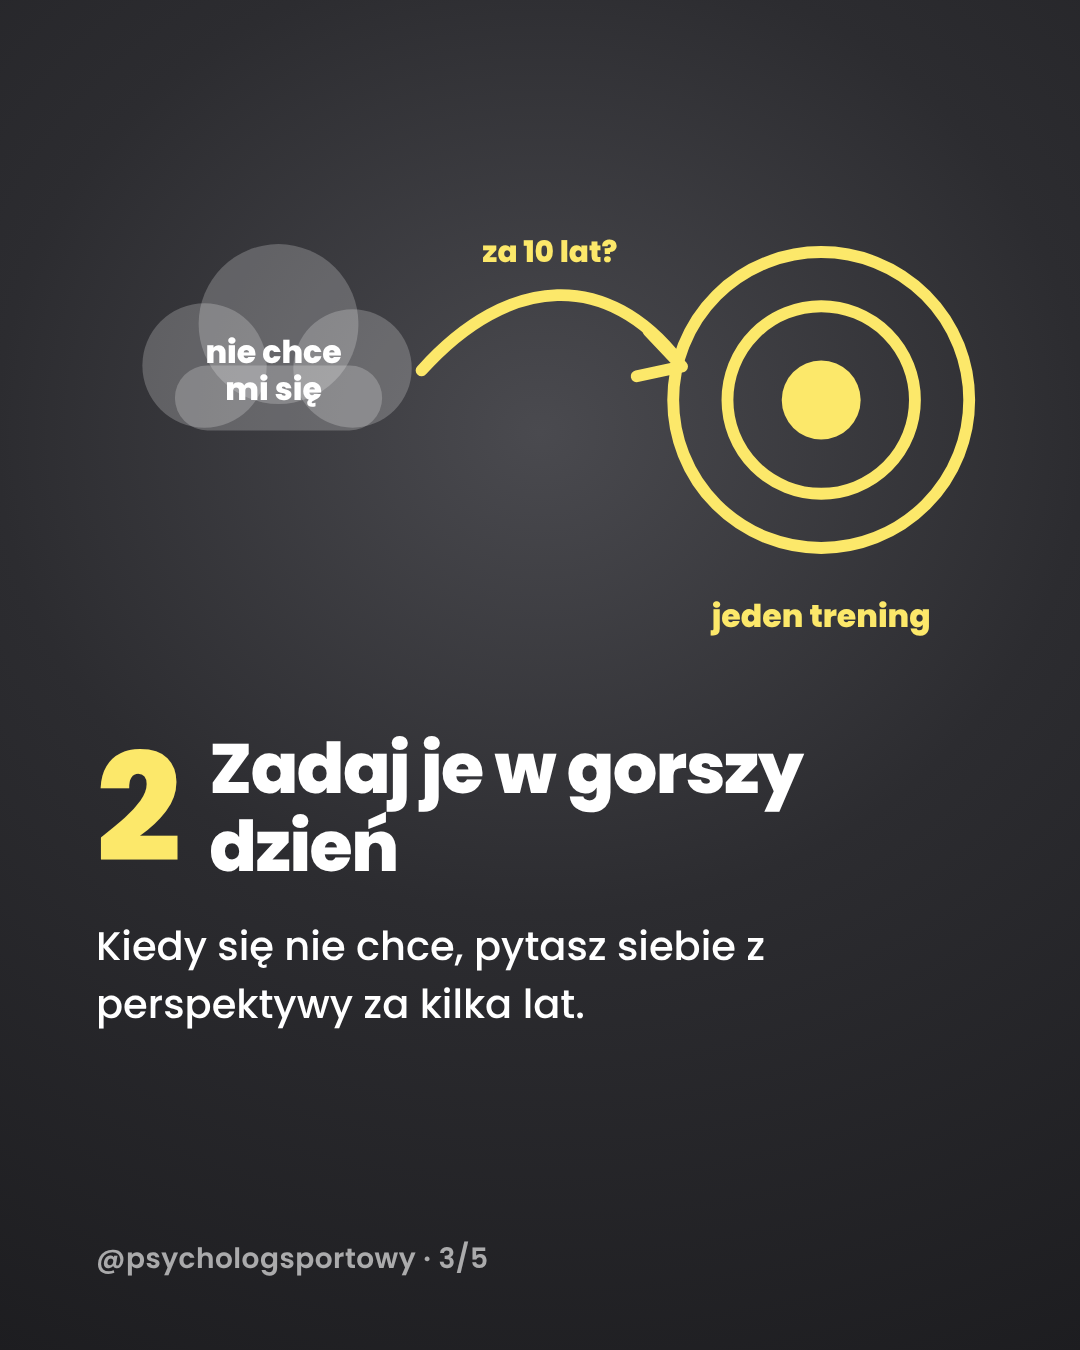 za 10 lat?
nie chce
mi się
jeden trening
2 Zadaj je w gorszy
dzień
Kiedy się nie chce, pytasz siebie z
perspektywy za kilka lat.
@psychologsportowy · 3/5